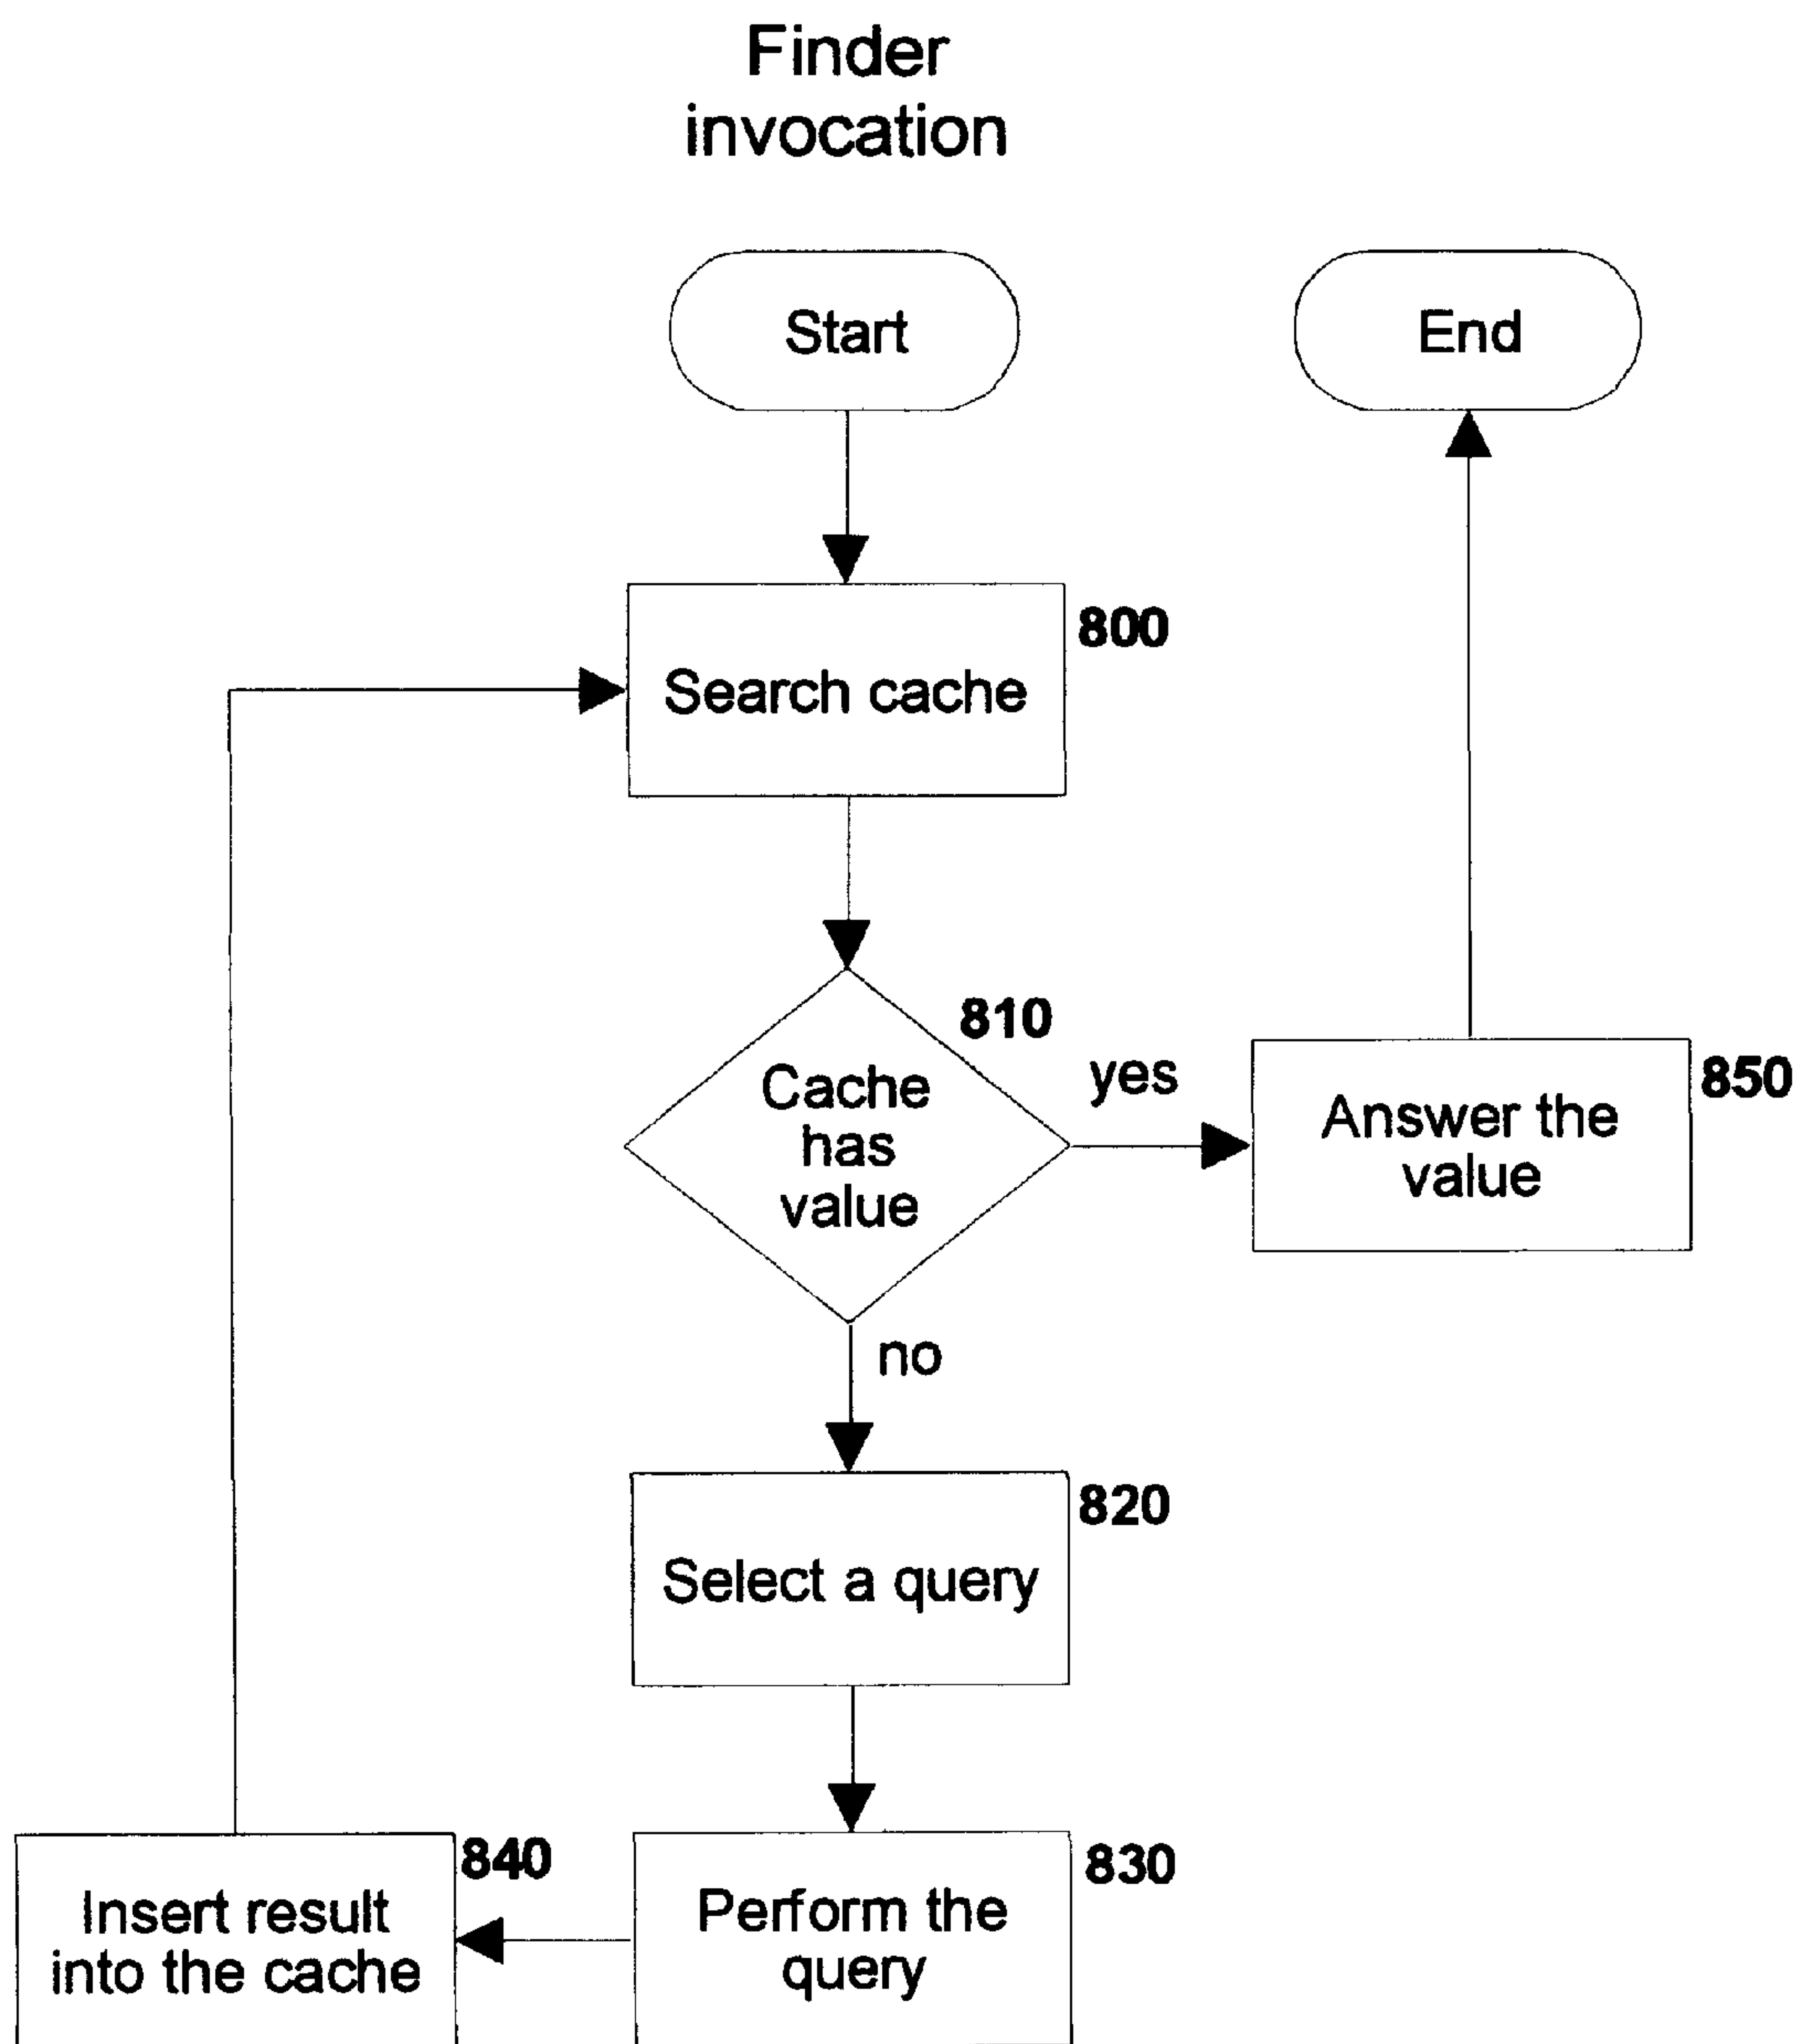 Finder
invocation
Start
End
800
Search cache
810
Cache
has
value
yes
850
Answer the
value
no
820
Select a query
840
Insert result
into the cache
830
Perform the
query